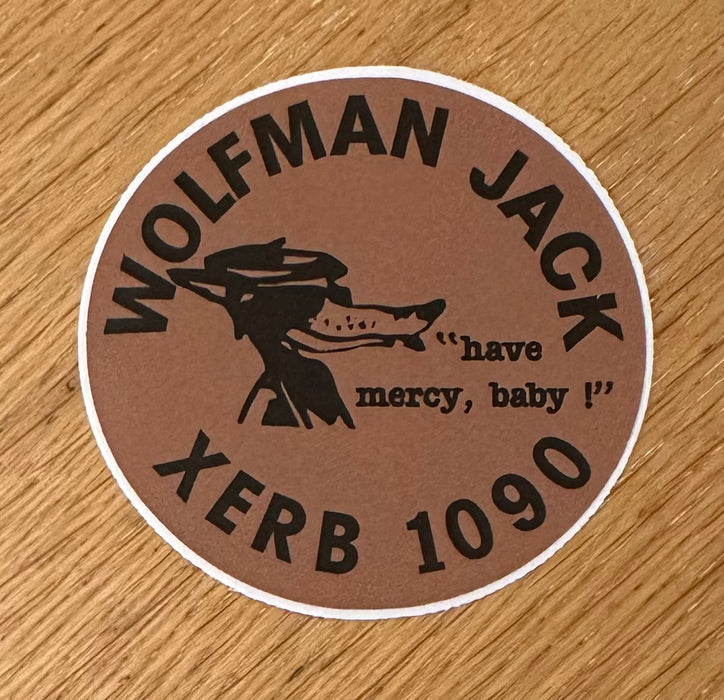 WOLFMAN JACK
“have
mercy, baby !”
XERB 1090